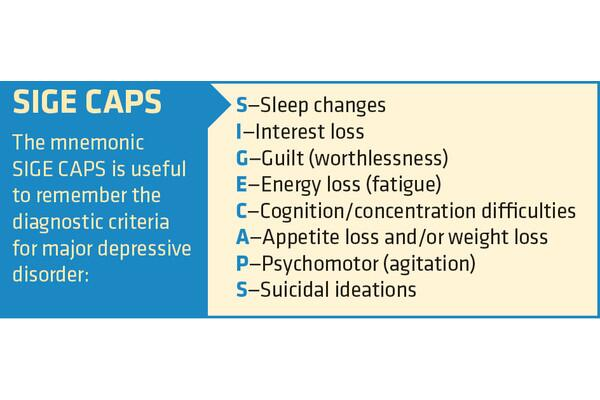 SIGE CAPS
The mnemonic
SIGE CAPS is useful
to remember the
diagnostic criteria
for major depressive
disorder:
S–Sleep changes
I–Interest loss
G–Guilt (worthlessness)
E–Energy loss (fatigue)
C–Cognition/concentration difficulties
A–Appetite loss and/or weight loss
P–Psychomotor (agitation)
S–Suicidal ideations